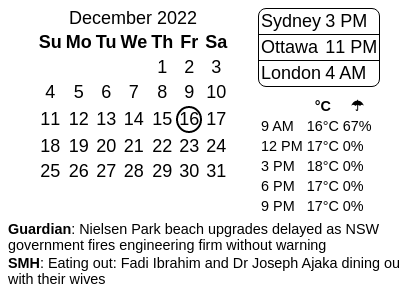 December 2022
Su Mo Tu We Th Fr Sa
1 2 3
4 5 6 7 8 9 10
11 12 13 14 15 16 17
18 19 20 21 22 23 24
25 26 27 28 29 30 31
Sydney 3 PM
Ottawa 11 PM
London 4 AM
°C ☂
9 AM 16°C 67%
12 PM 17°C 0%
3 PM 18°C 0%
6 PM 17°C 0%
9 PM 17°C 0%
Guardian: Nielsen Park beach upgrades delayed as NSW
government fires engineering firm without warning
SMH: Eating out: Fadi Ibrahim and Dr Joseph Ajaka dining ou
with their wives